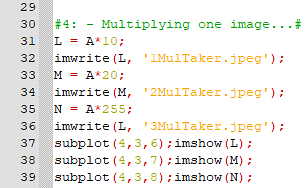 29
30 #4: - Multiplying one image...#
31 L = A*10;
32 imwrite(L, '1MulTaker.jpeg');
33 M = A*20;
34 imwrite(M, '2MulTaker.jpeg');
35 N = A*255;
36 imwrite(L, '3MulTaker.jpeg');
37 subplot(4,3,6);imshow(L);
38 subplot(4,3,7);imshow(M);
39 subplot(4,3,8);imshow(N);